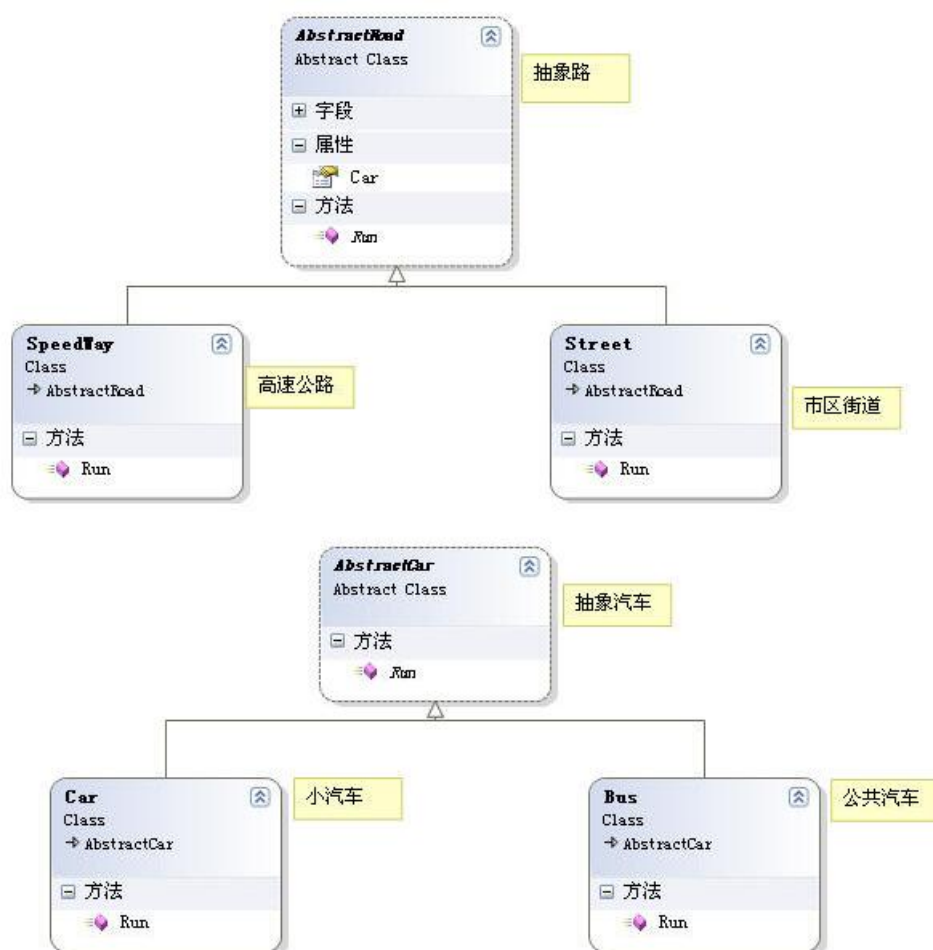 AbstractRoad
Abstract Class
抽象路
字段
属性
Car
方法
Run
SpeedWay
Class
AbstractRoad
方法
Run
高速公路
Street
Class
AbstractRoad
方法
Run
市区街道
AbstractCar
Abstract Class
抽象汽车
方法
Run
Car
Class
AbstractCar
方法
Run
小汽车
Bus
Class
AbstractCar
方法
Run
公共汽车